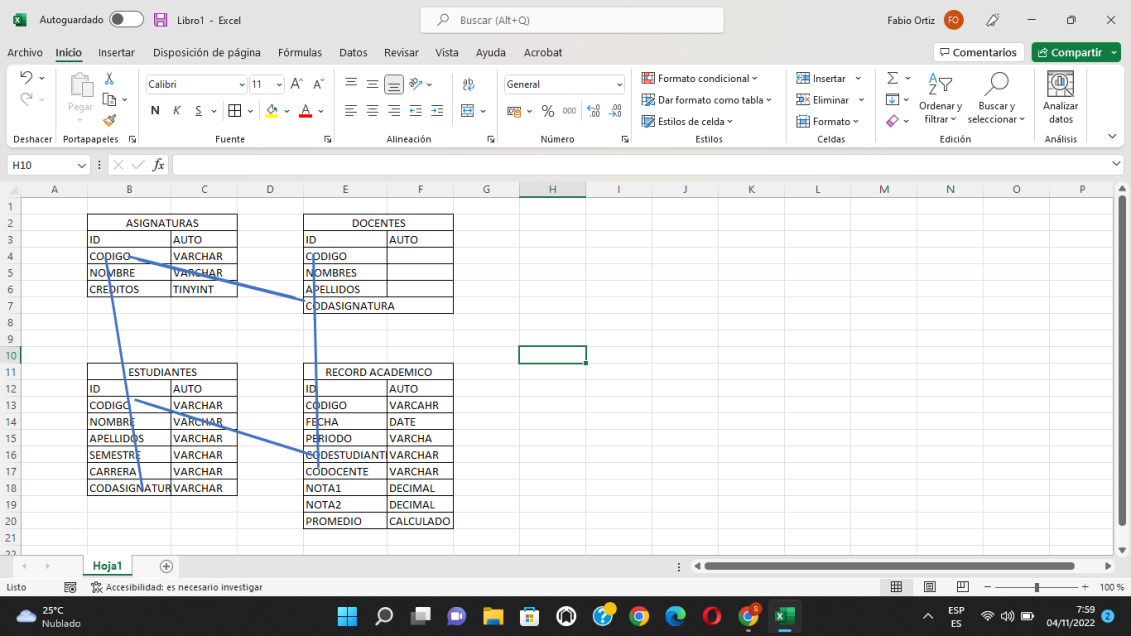 Autoguardado Libro1 - Excel Buscar (Alt+Q) Fabio Ortiz FO
Archivo Inicio Insertar Disposición de página Fórmulas Datos Revisar Vista Ayuda Acrobat Comentarios Compartir
Pegar
Calibri 11
N K S
General
% 000
Formato condicional
Dar formato como tabla
Estilos de celda
Insertar
Eliminar
Formato
Ordenar y filtrar
Buscar y seleccionar
Analizar datos
Deshacer Portapapeles Fuente Alineación Número Estilos Celdas Edición Análisis
H10 fx
A B C D E F G H I J K L M N O P
1
2 ASIGNATURAS DOCENTES
3 ID AUTO ID AUTO
4 CODIGO VARCHAR CODIGO
5 NOMBRE VARCHAR NOMBRES
6 CREDITOS TINYINT APELLIDOS
7 CODASIGNATURA
8
9
10
11 ESTUDIANTES RECORD ACADEMICO
12 ID AUTO ID AUTO
13 CODIGO VARCHAR CODIGO VARCAHR
14 NOMBRE VARCHAR FECHA DATE
15 APELLIDOS VARCHAR PERIODO VARCHA
16 SEMESTRE VARCHAR CODESTUDIANT VARCHAR
17 CARRERA VARCHAR CODOCENTE VARCHAR
18 CODASIGNATUR VARCHAR NOTA1 DECIMAL
19 NOTA2 DECIMAL
20 PROMEDIO CALCULADO
21
22
Hoja1
Listo Accesibilidad: es necesario investigar 100 %
25°C
Nublado
ESP
ES
7:59
04/11/2022
2